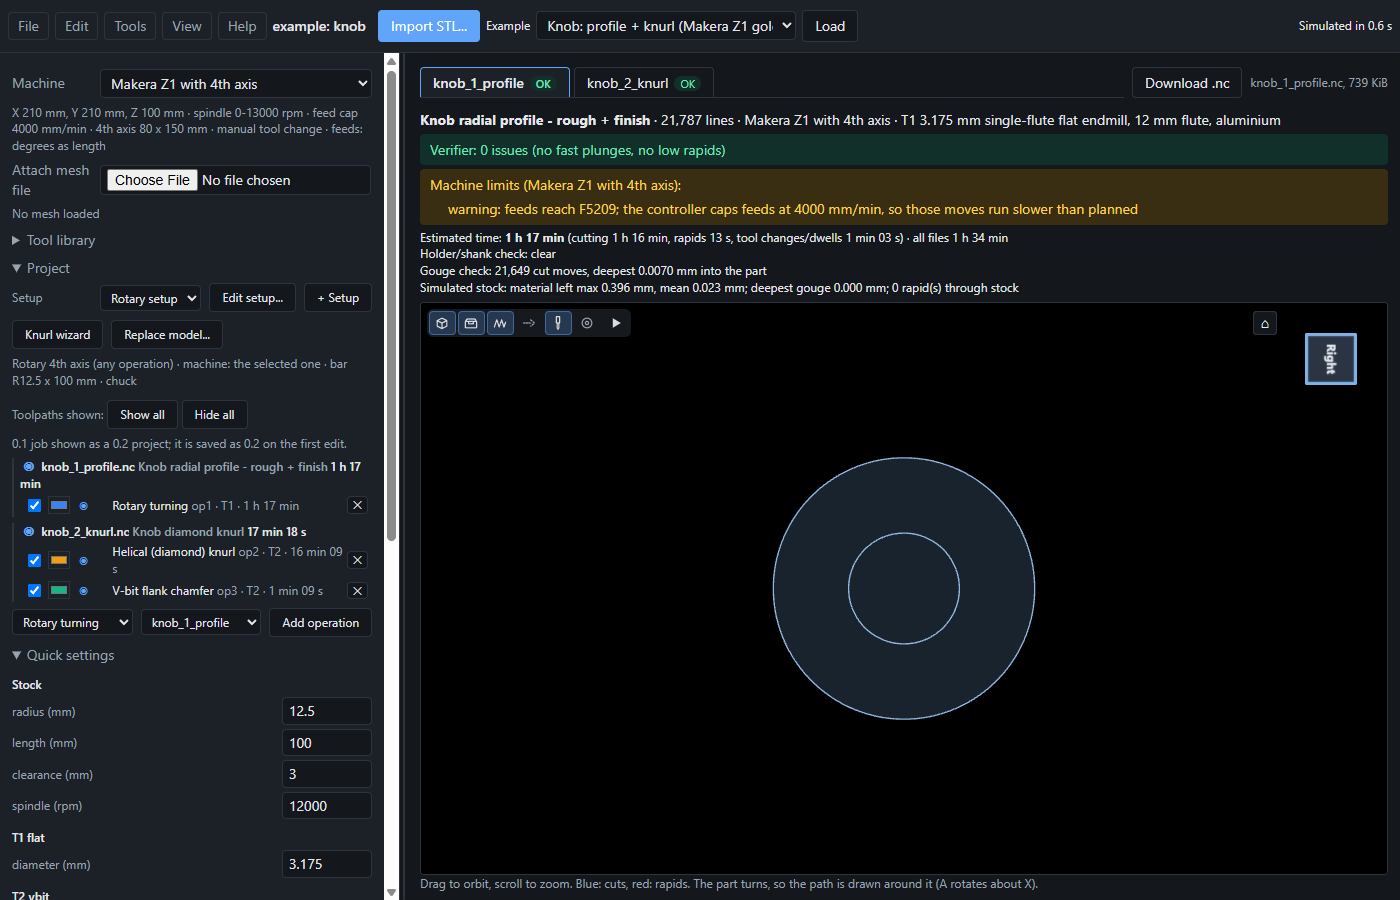 File Edit Tools View Help example: knob Import STL... Example Knob: profile + knurl (Makera Z1 gol Load Simulated in 0.6 s
Machine Makera Z1 with 4th axis
X 210 mm, Y 210 mm, Z 100 mm · spindle 0-13000 rpm · feed cap
4000 mm/min · 4th axis 80 x 150 mm · manual tool change · feeds:
degrees as length
Attach mesh
file
Choose File No file chosen
No mesh loaded
Tool library
Project
Setup Rotary setup Edit setup... + Setup
Knurl wizard Replace model...
Rotary 4th axis (any operation) · machine: the selected one · bar
R12.5 x 100 mm · chuck
Toolpaths shown: Show all Hide all
0.1 job shown as a 0.2 project; it is saved as 0.2 on the first edit.
knob_1_profile.nc Knob radial profile - rough + finish 1 h 17
min
Rotary turning op1 · T1 · 1 h 17 min
knob_2_knurl.nc Knob diamond knurl 17 min 18 s
Helical (diamond) knurl op2 · T2 · 16 min 09
s
V-bit flank chamfer op3 · T2 · 1 min 09 s
Rotary turning knob_1_profile Add operation
Quick settings
Stock
radius (mm) 12.5
length (mm) 100
clearance (mm) 3
spindle (rpm) 12000
T1 flat
diameter (mm) 3.175
T2 vbit
knob_1_profile OK knob_2_knurl OK Download .nc knob_1_profile.nc, 739 KiB
Knob radial profile - rough + finish · 21,787 lines · Makera Z1 with 4th axis · T1 3.175 mm single-flute flat endmill, 12 mm flute, aluminium
Verifier: 0 issues (no fast plunges, no low rapids)
Machine limits (Makera Z1 with 4th axis):
warning: feeds reach F5209; the controller caps feeds at 4000 mm/min, so those moves run slower than planned
Estimated time: 1 h 17 min (cutting 1 h 16 min, rapids 13 s, tool changes/dwells 1 min 03 s) · all files 1 h 34 min
Holder/shank check: clear
Gouge check: 21,649 cut moves, deepest 0.0070 mm into the part
Simulated stock: material left max 0.396 mm, mean 0.023 mm; deepest gouge 0.000 mm; 0 rapid(s) through stock
Right
Drag to orbit, scroll to zoom. Blue: cuts, red: rapids. The part turns, so the path is drawn around it (A rotates about X).